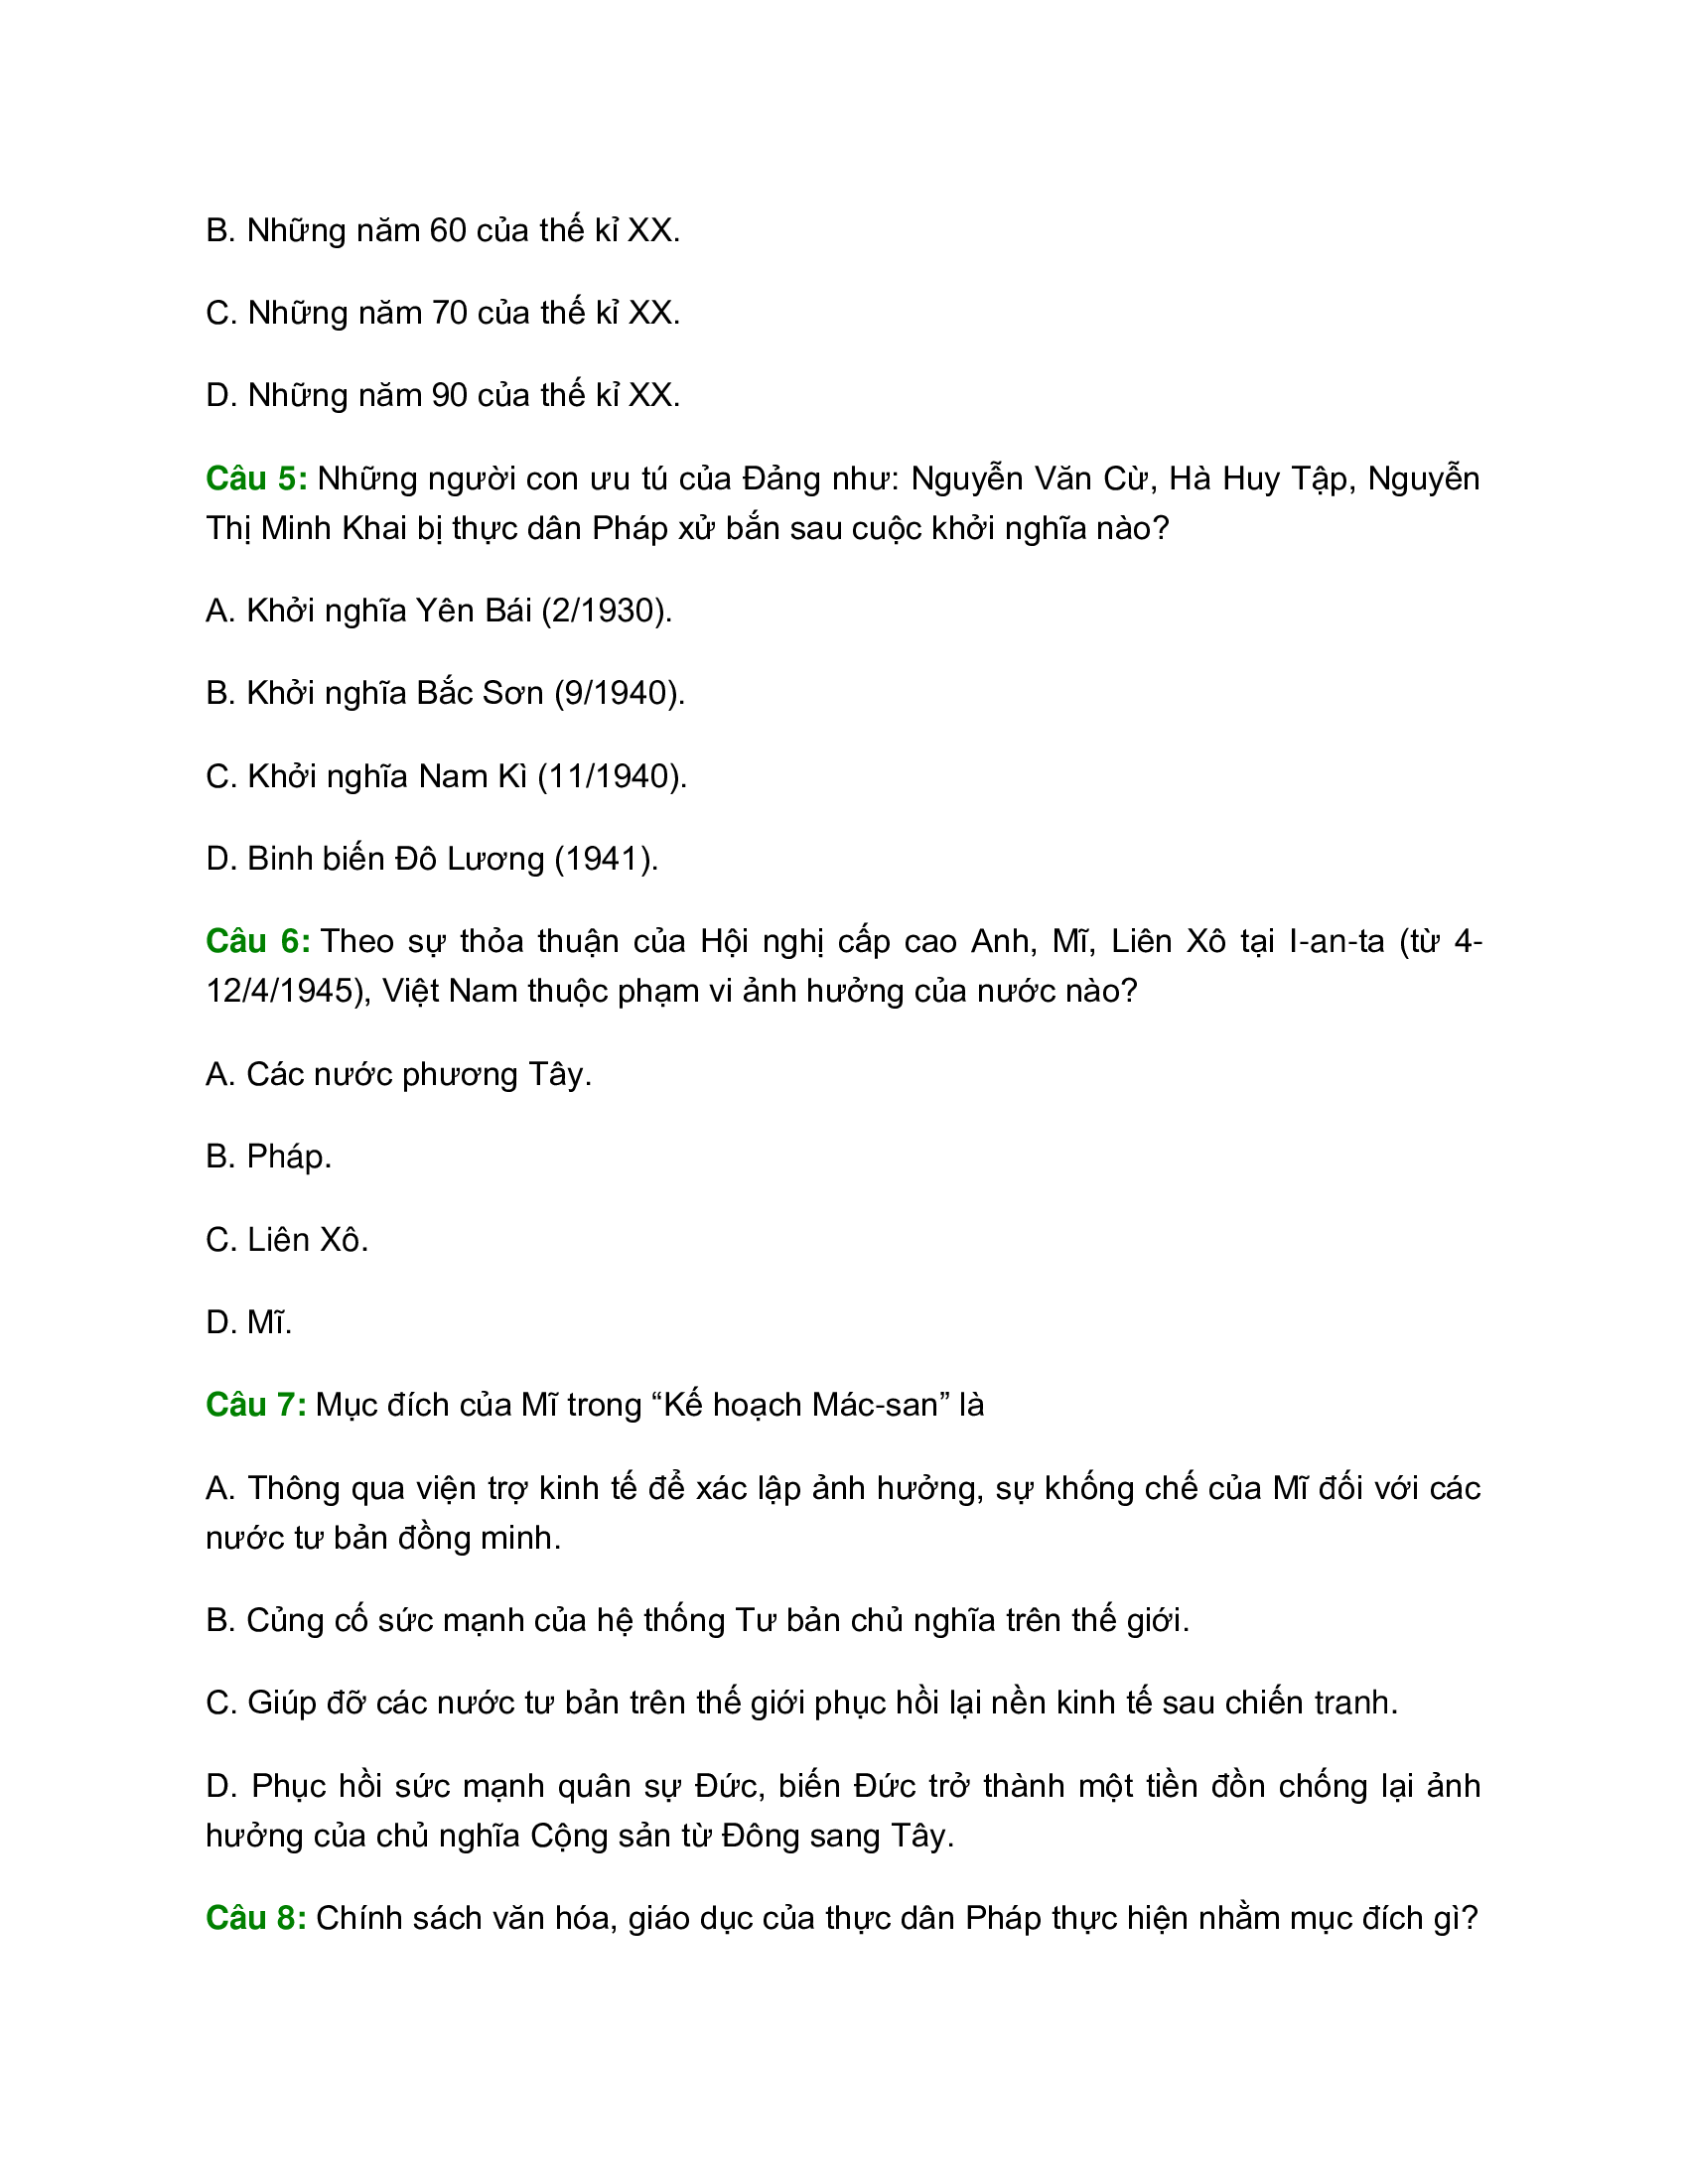 B. Những năm 60 của thế kỉ XX.
C. Những năm 70 của thế kỉ XX.
D. Những năm 90 của thế kỉ XX.
Câu 5: Những người con ưu tú của Đảng như: Nguyễn Văn Cừ, Hà Huy Tập, Nguyễn
Thị Minh Khai bị thực dân Pháp xử bắn sau cuộc khởi nghĩa nào?
A. Khởi nghĩa Yên Bái (2/1930).
B. Khởi nghĩa Bắc Sơn (9/1940).
C. Khởi nghĩa Nam Kì (11/1940).
D. Binh biến Đô Lương (1941).
Câu 6: Theo sự thỏa thuận của Hội nghị cấp cao Anh, Mĩ, Liên Xô tại I-an-ta (từ 4-
12/4/1945), Việt Nam thuộc phạm vi ảnh hưởng của nước nào?
A. Các nước phương Tây.
B. Pháp.
C. Liên Xô.
D. Mĩ.
Câu 7: Mục đích của Mĩ trong “Kế hoạch Mác-san” là
A. Thông qua viện trợ kinh tế để xác lập ảnh hưởng, sự khống chế của Mĩ đối với các
nước tư bản đồng minh.
B. Củng cố sức mạnh của hệ thống Tư bản chủ nghĩa trên thế giới.
C. Giúp đỡ các nước tư bản trên thế giới phục hồi lại nền kinh tế sau chiến tranh.
D. Phục hồi sức mạnh quân sự Đức, biến Đức trở thành một tiền đồn chống lại ảnh
hưởng của chủ nghĩa Cộng sản từ Đông sang Tây.
Câu 8: Chính sách văn hóa, giáo dục của thực dân Pháp thực hiện nhằm mục đích gì?